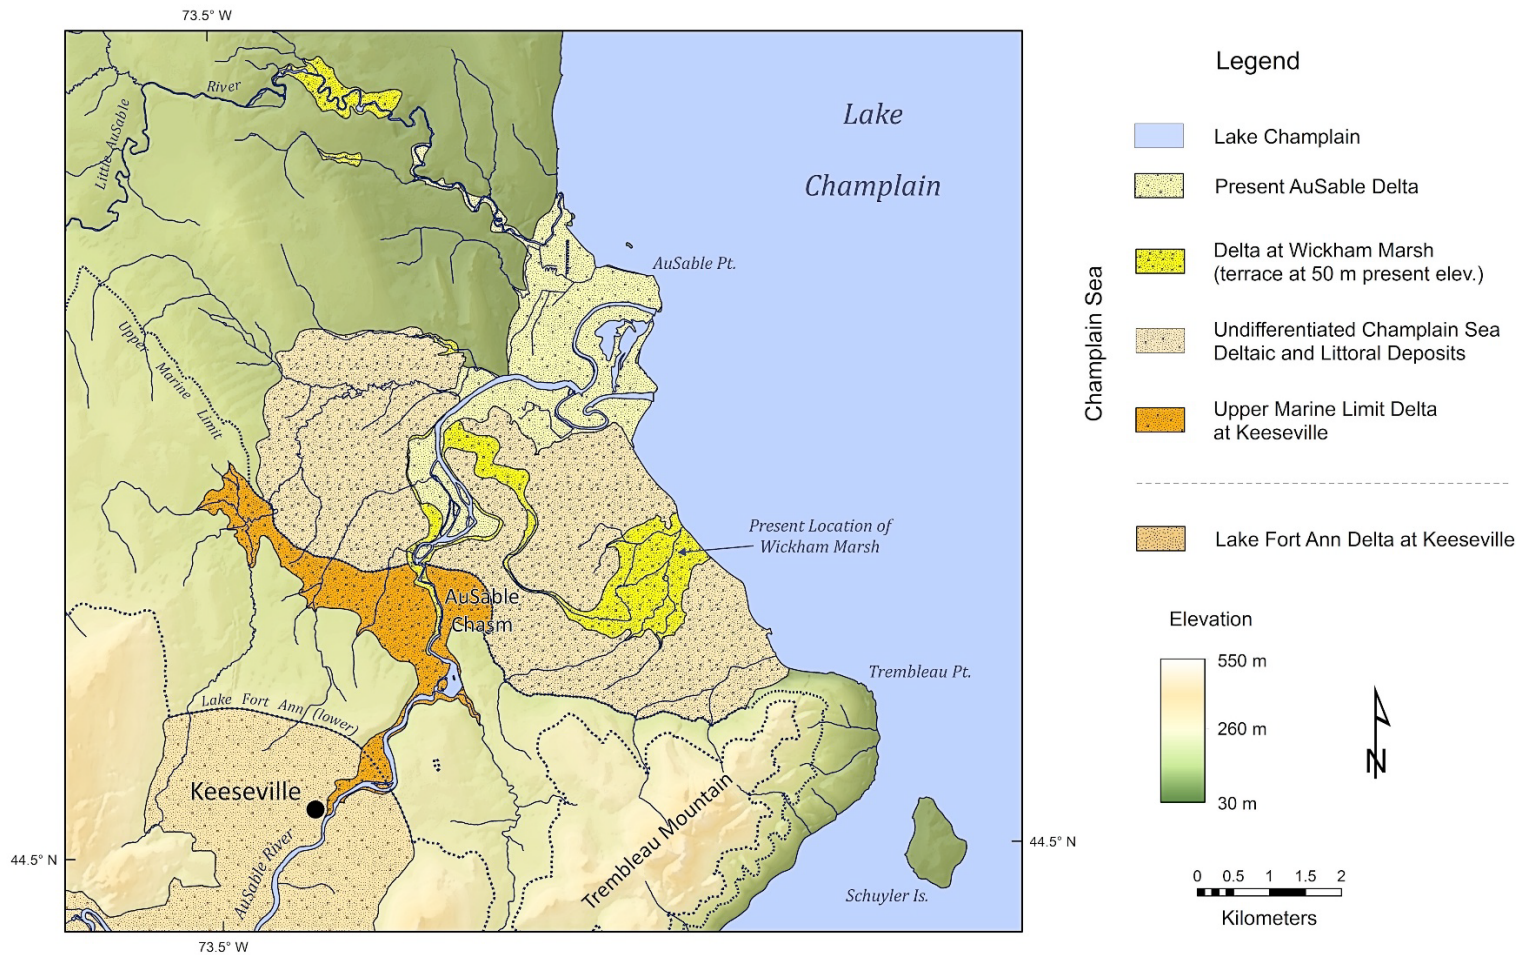 73.5° W
Lake
Champlain
River
Little AuSable
AuSable Pt.
Upper Marine Limit
Present Location of
Wickham Marsh
AuSable
Chasm
Trembleau Pt.
Lake Fort Ann (lower)
Keeseville
AuSable River
Trembleau Mountain
Schuyler Is.
44.5° N
44.5° N
73.5° W
Legend
Lake Champlain
Present AuSable Delta
Champlain Sea
Delta at Wickham Marsh
(terrace at 50 m present elev.)
Undifferentiated Champlain Sea
Deltaic and Littoral Deposits
Upper Marine Limit Delta
at Keeseville
Lake Fort Ann Delta at Keeseville
Elevation
550 m
260 m
30 m
N
0 0.5 1 1.5 2
Kilometers